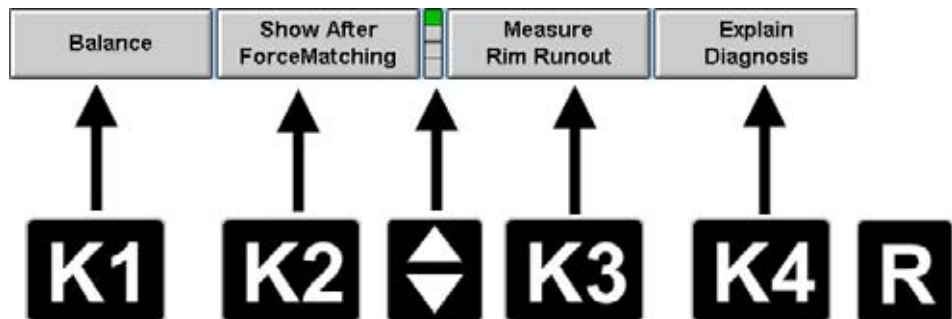 Balance
Show After
ForceMatching
Measure
Rim Runout
Explain
Diagnosis
K1
K2
K3
K4
R